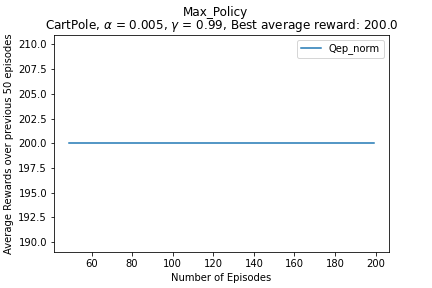 Max_Policy
CartPole, α = 0.005, γ = 0.99, Best average reward: 200.0
Average Rewards over previous 50 episodes
210.0
207.5
205.0
202.5
200.0
197.5
195.0
192.5
190.0
Qep_norm
60 80 100 120 140 160 180 200
Number of Episodes